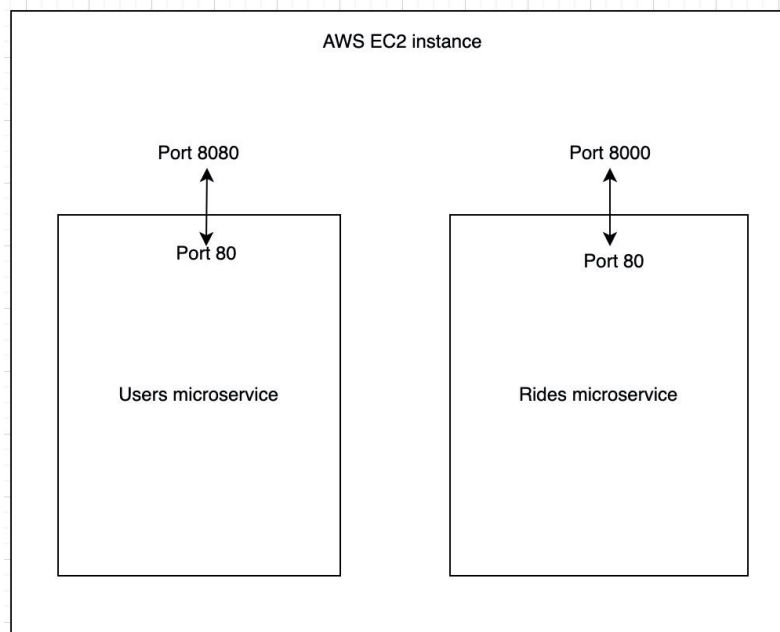 AWS EC2 instance
Port 8080
Port 8000
Port 80
Port 80
Users microservice
Rides microservice